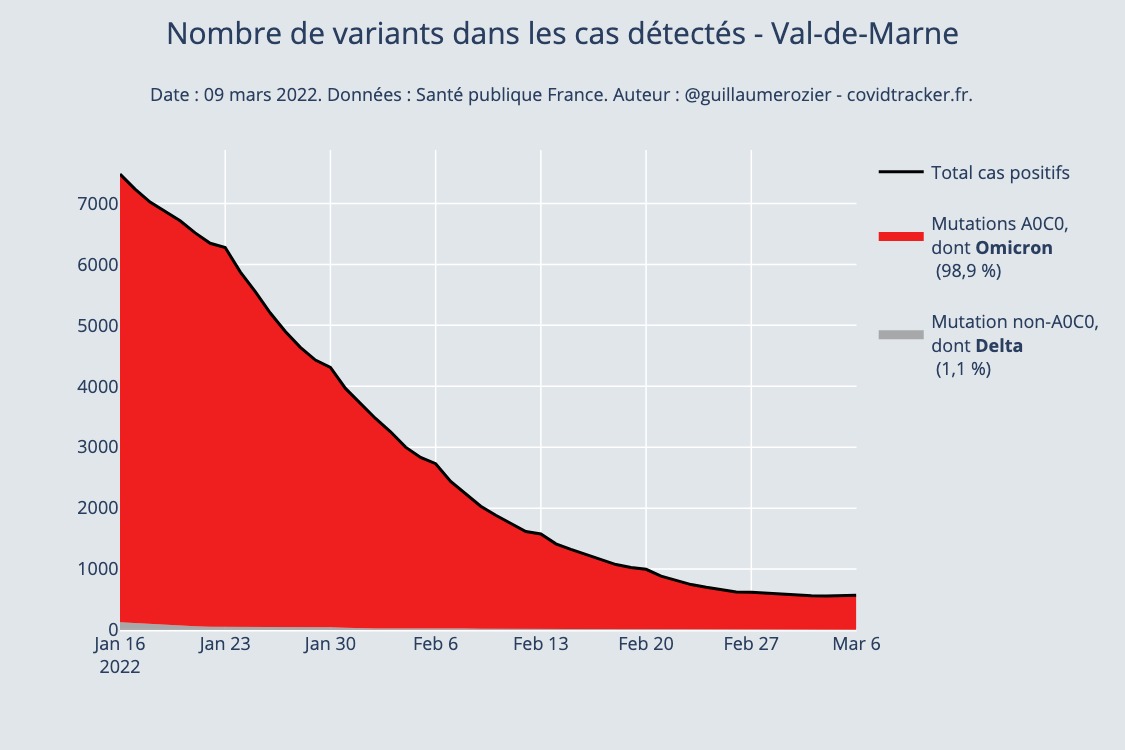 Nombre de variants dans les cas détectés - Val-de-Marne
Date : 09 mars 2022. Données : Santé publique France. Auteur : @guillaumerozier - covidtracker.fr.
Total cas positifs
Mutations A0C0,
dont Omicron
(98,9 %)
Mutation non-A0C0,
dont Delta
(1,1 %)
7000
6000
5000
4000
3000
2000
1000
0
Jan 16 Jan 23 Jan 30 Feb 6 Feb 13 Feb 20 Feb 27 Mar 6
2022